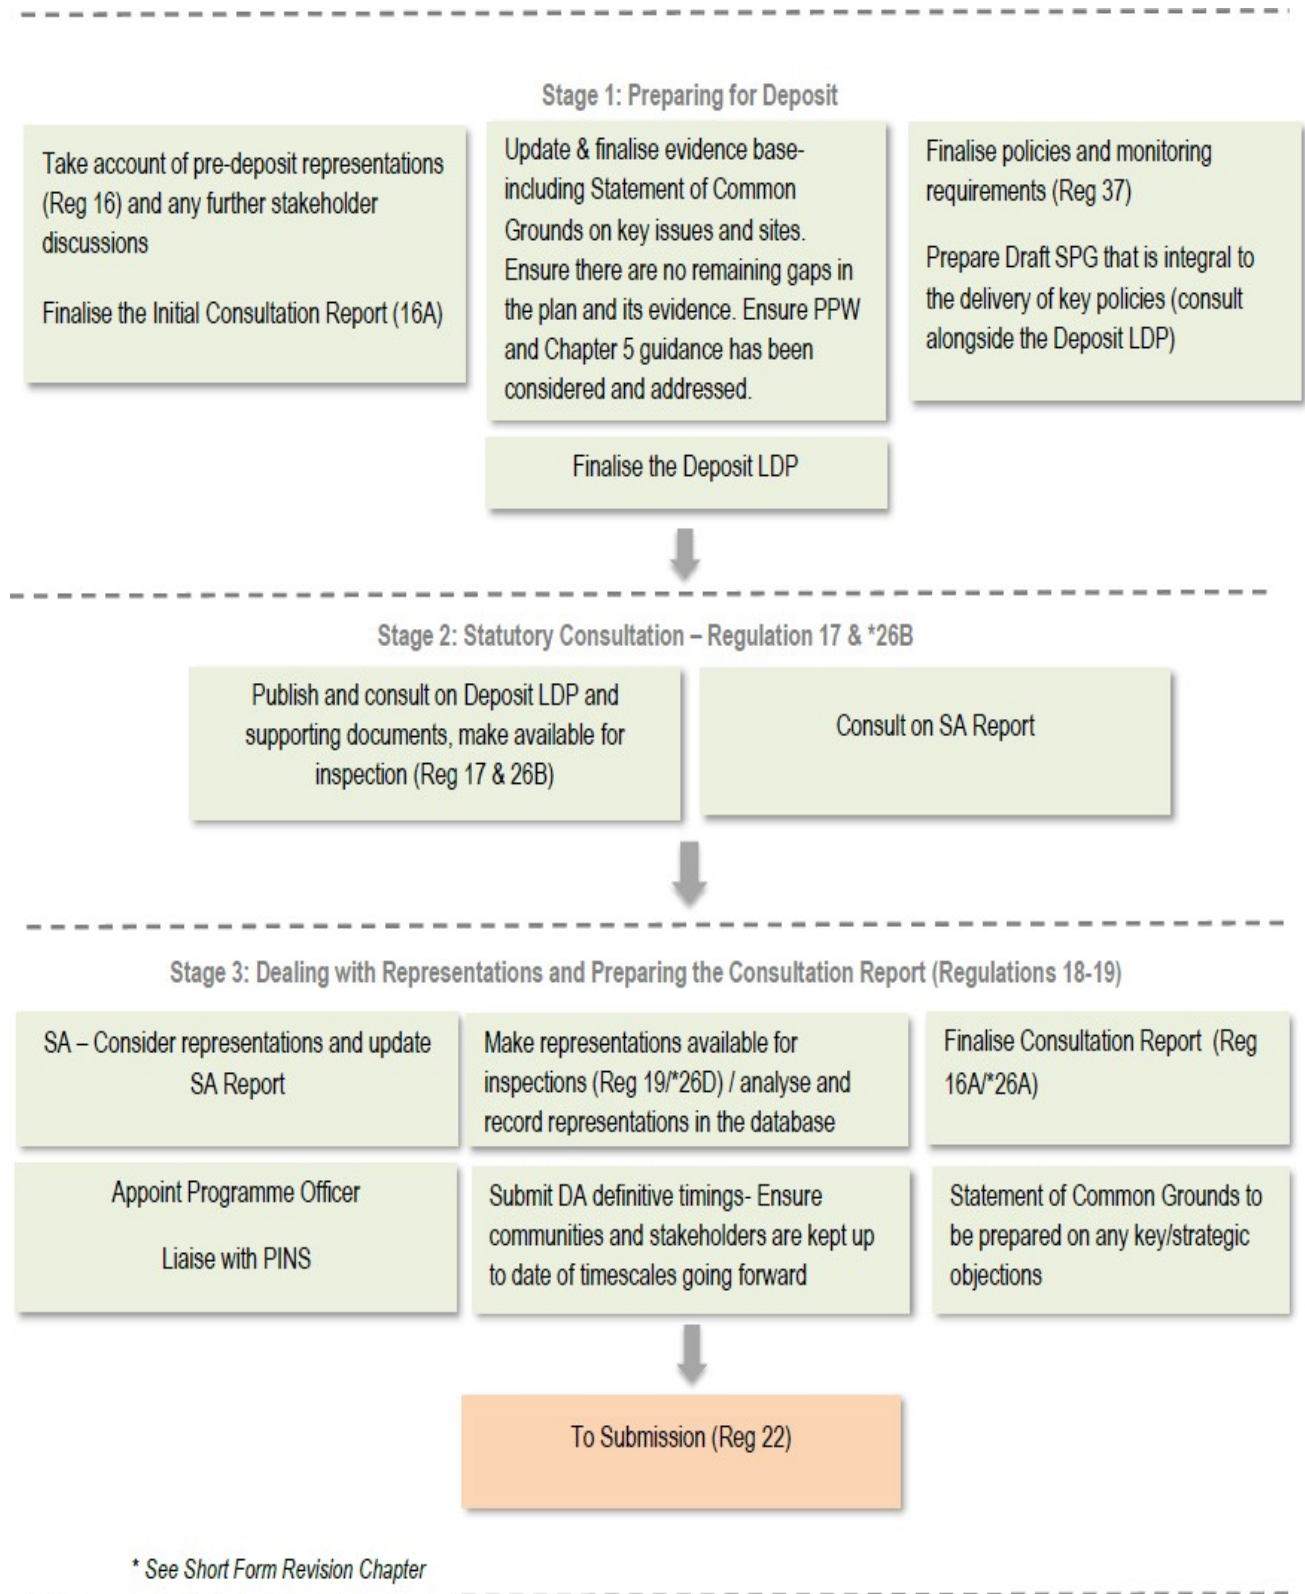 Stage 1: Preparing for Deposit
Take account of pre-deposit representations
(Reg 16) and any further stakeholder
discussions
Finalise the Initial Consultation Report (16A)
Update & finalise evidence base-
including Statement of Common
Grounds on key issues and sites.
Ensure there are no remaining gaps in
the plan and its evidence. Ensure PPW
and Chapter 5 guidance has been
considered and addressed.
Finalise policies and monitoring
requirements (Reg 37)
Prepare Draft SPG that is integral to
the delivery of key policies (consult
alongside the Deposit LDP)
Finalise the Deposit LDP
Stage 2: Statutory Consultation – Regulation 17 & *26B
Publish and consult on Deposit LDP and
supporting documents, make available for
inspection (Reg 17 & 26B)
Consult on SA Report
Stage 3: Dealing with Representations and Preparing the Consultation Report (Regulations 18-19)
SA – Consider representations and update
SA Report
Make representations available for
inspections (Reg 19/*26D) / analyse and
record representations in the database
Finalise Consultation Report (Reg
16A/*26A)
Appoint Programme Officer
Liaise with PINS
Submit DA definitive timings- Ensure
communities and stakeholders are kept up
to date of timescales going forward
Statement of Common Grounds to
be prepared on any key/strategic
objections
To Submission (Reg 22)
* See Short Form Revision Chapter